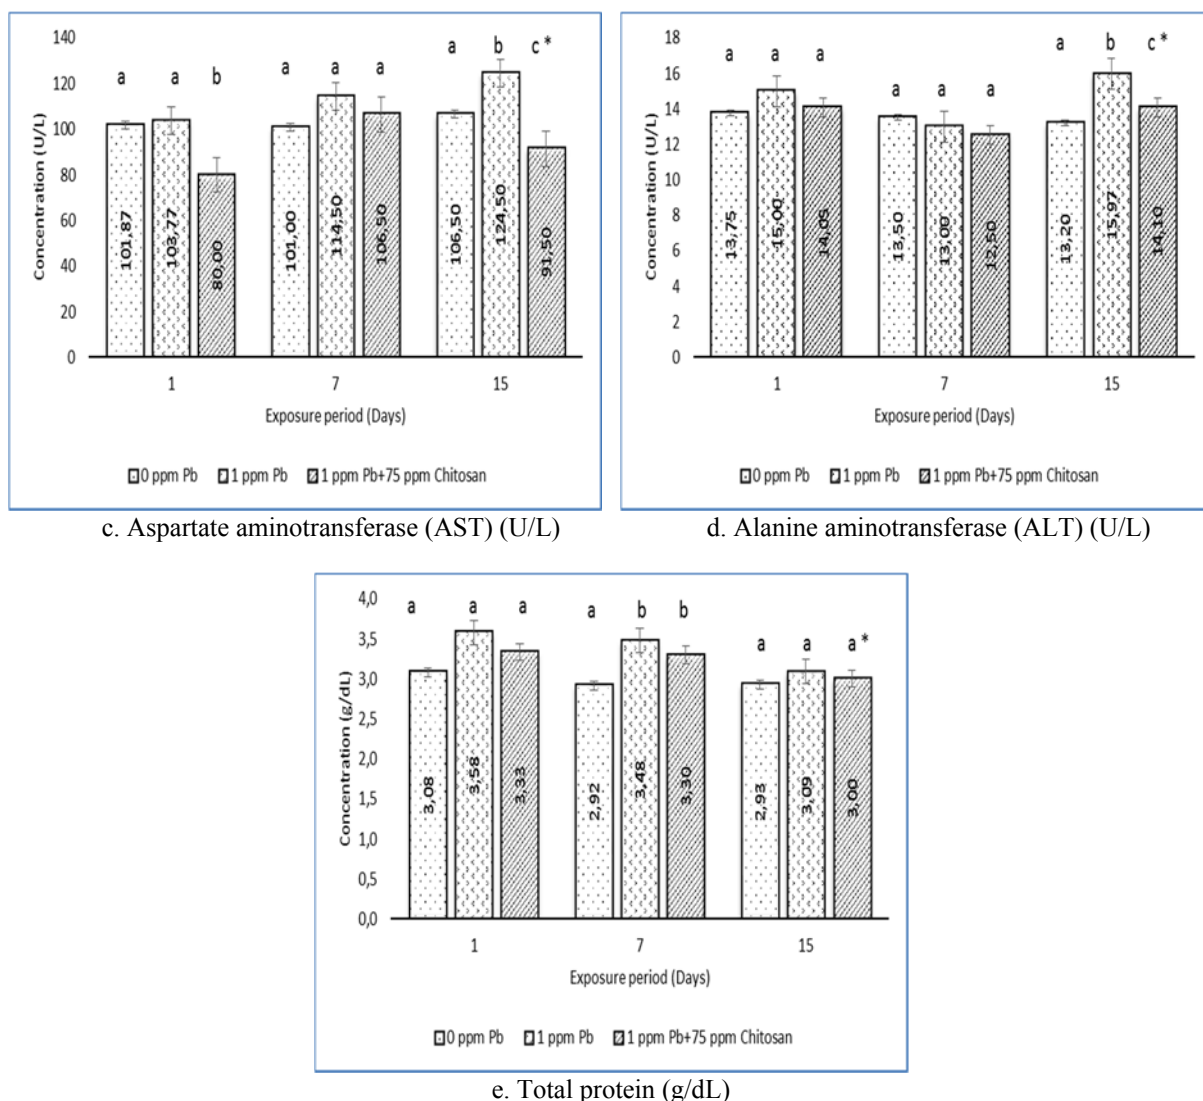 Concentration (U/L)
140
120
100
80
60
40
20
0
a a b
a a a
a b c *
101,87 103,77 80,00
101,00 114,50 106,50
106,50 124,50 91,50
1 7 15
Exposure period (Days)
0 ppm Pb 1 ppm Pb 1 ppm Pb+75 ppm Chitosan
c. Aspartate aminotransferase (AST) (U/L)
Concentration (U/L)
18
16
14
12
10
8
6
4
2
0
a a a
a a a
a b c *
13,75 15,00 14,05
13,50 13,00 12,50
13,20 15,97 14,10
1 7 15
Exposure period (Days)
0 ppm Pb 1 ppm Pb 1 ppm Pb+75 ppm Chitosan
d. Alanine aminotransferase (ALT) (U/L)
Concentration (g/dL)
4,0
3,5
3,0
2,5
2,0
1,5
1,0
0,5
0,0
a a a
a b b
a a a *
3,08 3,58 3,33
2,92 3,48 3,30
2,93 3,09 3,00
1 7 15
Exposure period (Days)
0 ppm Pb 1 ppm Pb 1 ppm Pb+75 ppm Chitosan
e. Total protein (g/dL)